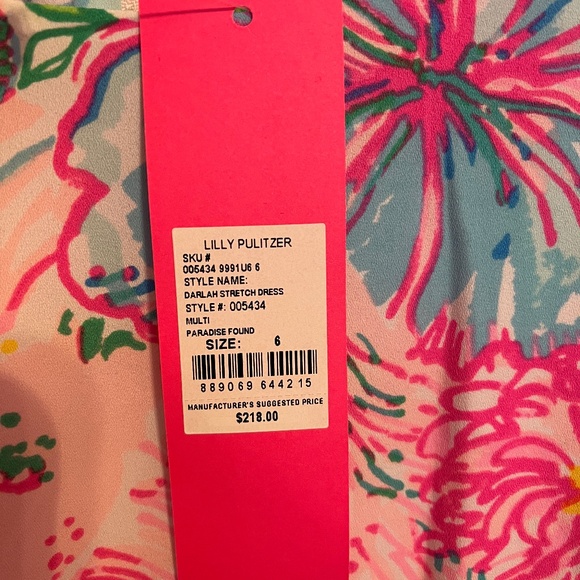 LILLY PULITZER
SKU #
005434 9991U6 6
STYLE NAME:
DARLAH STRETCH DRESS
STYLE #: 005434
MULTI
PARADISE FOUND
SIZE: 6
889069 644215
MANUFACTURER'S SUGGESTED PRICE
$218.00